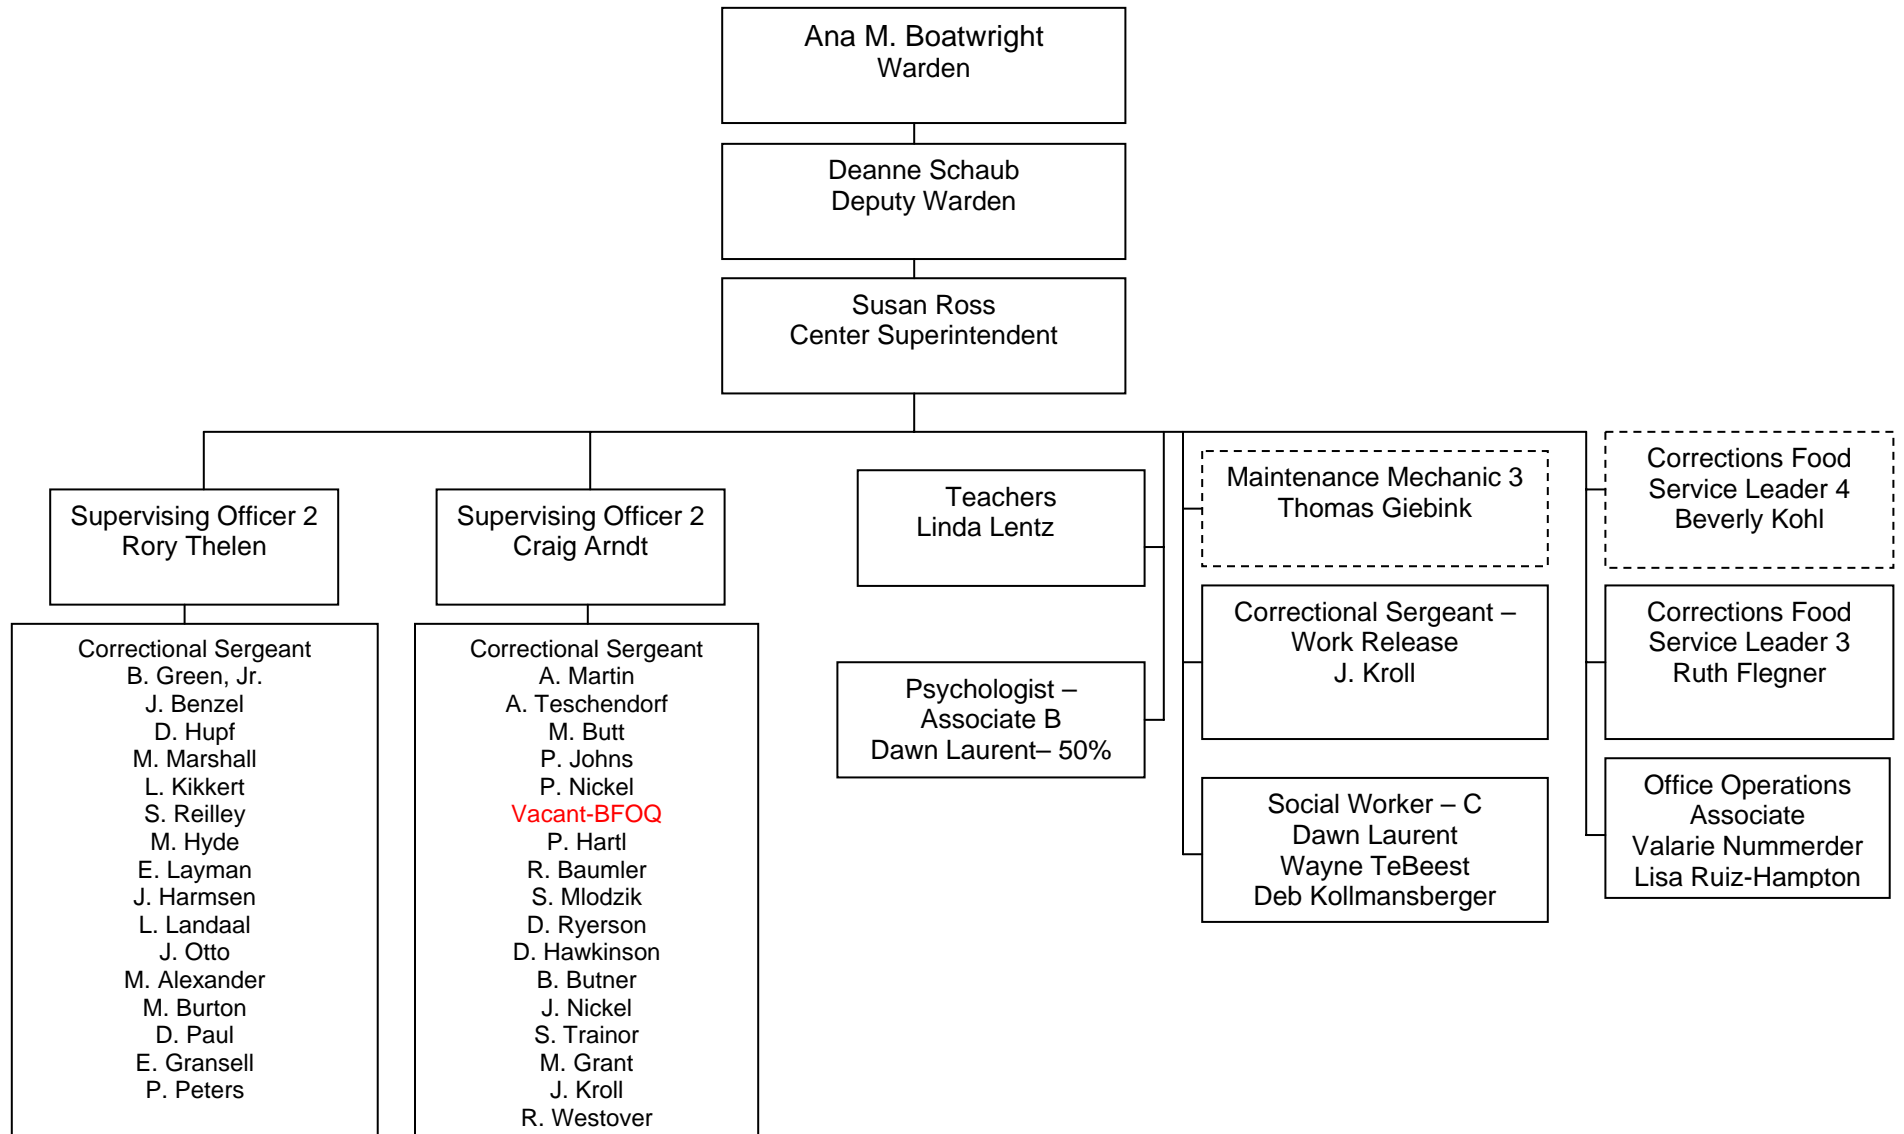 Ana M. Boatwright
Warden
Deanne Schaub
Deputy Warden
Susan Ross
Center Superintendent
Supervising Officer 2
Rory Thelen
Correctional Sergeant
B. Green, Jr.
J. Benzel
D. Hupf
M. Marshall
L. Kikkert
S. Reilley
M. Hyde
E. Layman
J. Harmsen
L. Landaal
J. Otto
M. Alexander
M. Burton
D. Paul
E. Gransell
P. Peters
Supervising Officer 2
Craig Arndt
Correctional Sergeant
A. Martin
A. Teschendorf
M. Butt
P. Johns
P. Nickel
Vacant-BFOQ
P. Hartl
R. Baumler
S. Mlodzik
D. Ryerson
D. Hawkinson
B. Butner
J. Nickel
S. Trainor
M. Grant
J. Kroll
R. Westover
Teachers
Linda Lentz
Psychologist –
Associate B
Dawn Laurent– 50%
Maintenance Mechanic 3
Thomas Giebink
Correctional Sergeant –
Work Release
J. Kroll
Social Worker – C
Dawn Laurent
Wayne TeBeest
Deb Kollmansberger
Corrections Food
Service Leader 4
Beverly Kohl
Corrections Food
Service Leader 3
Ruth Flegner
Office Operations
Associate
Valarie Nummerder
Lisa Ruiz-Hampton